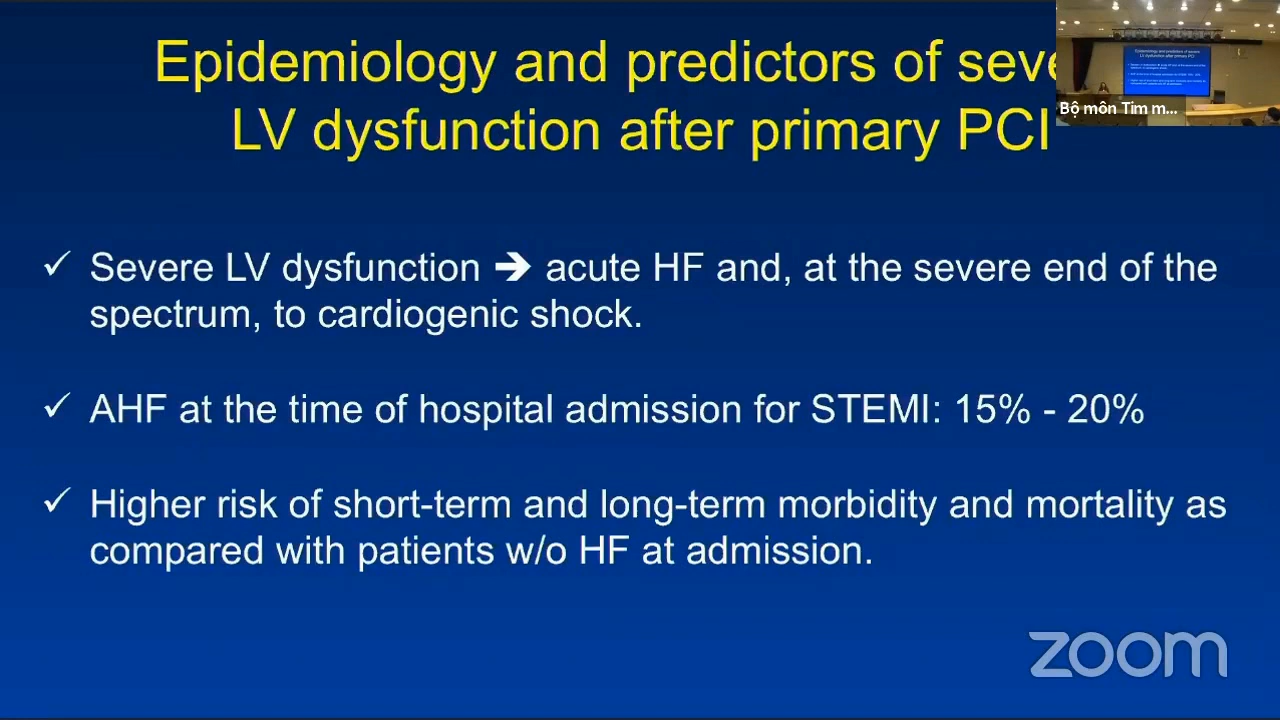 Epidemiology and predictors of seve
LV dysfunction after primary PCI
Bộ môn Tim m...
✓ Severe LV dysfunction ➔ acute HF and, at the severe end of the
spectrum, to cardiogenic shock.
✓ AHF at the time of hospital admission for STEMI: 15% - 20%
✓ Higher risk of short-term and long-term morbidity and mortality as
compared with patients w/o HF at admission.
zoom